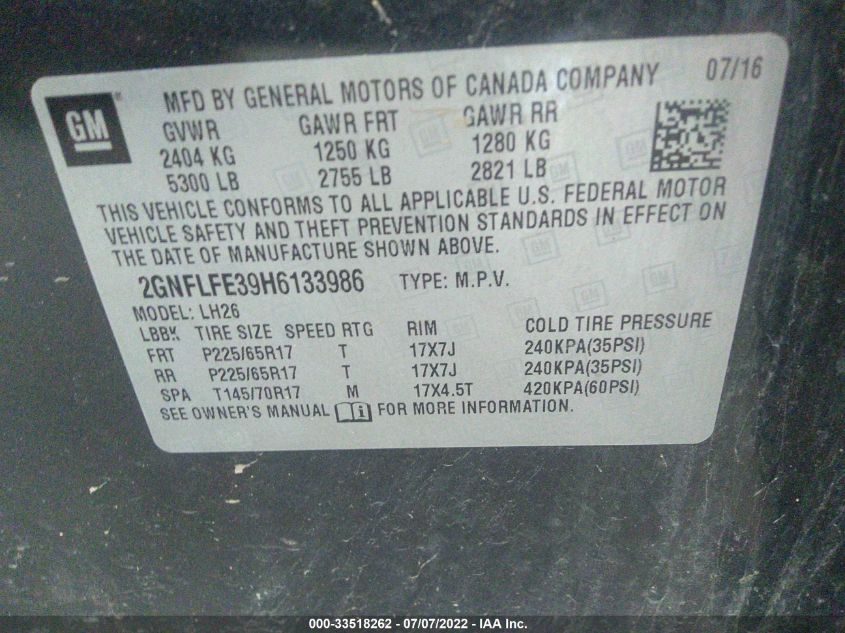 GM
MFD BY GENERAL MOTORS OF CANADA COMPANY 07/16
GVWR GAWR FRT GAWR RR
2404 KG 1250 KG 1280 KG
5300 LB 2755 LB 2821 LB
THIS VEHICLE CONFORMS TO ALL APPLICABLE U.S. FEDERAL MOTOR
VEHICLE SAFETY AND THEFT PREVENTION STANDARDS IN EFFECT ON
THE DATE OF MANUFACTURE SHOWN ABOVE.
2GNFLFE39H6133986 TYPE: M.P.V.
MODEL: LH26
TIRE SIZE SPEED RTG RIM COLD TIRE PRESSURE
FRT P225/65R17 T 17X7J 240KPA(35PSI)
RR P225/65R17 T 17X7J 240KPA(35PSI)
SPA T145/70R17 M 17X4.5T 420KPA(60PSI)
SEE OWNER'S MANUAL FOR MORE INFORMATION.
000-33518262 - 07/07/2022 - IAA Inc.